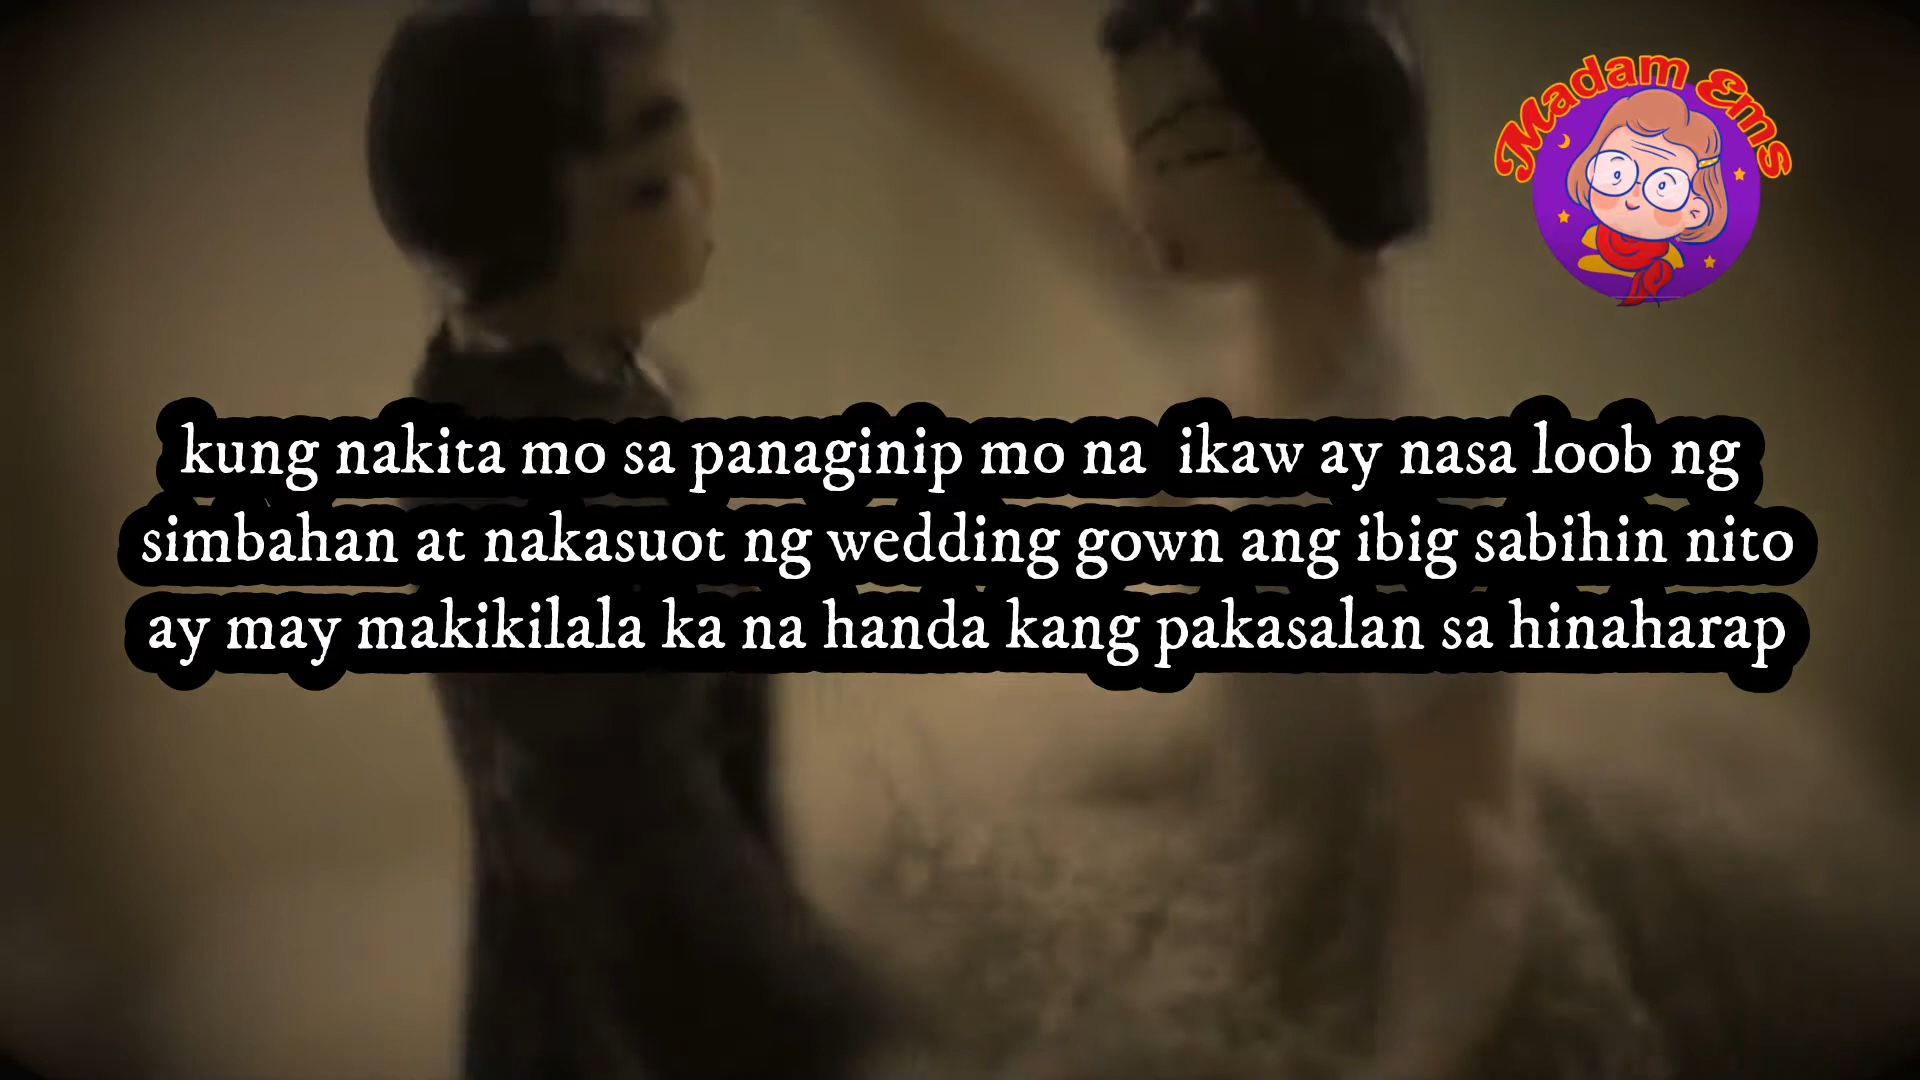 Madam Ems
kung nakita mo sa panaginip mo na ikaw ay nasa loob ng
simbahan at nakasuot ng wedding gown ang ibig sabihin nito
ay may makikilala ka na handa kang pakasalan sa hinaharap